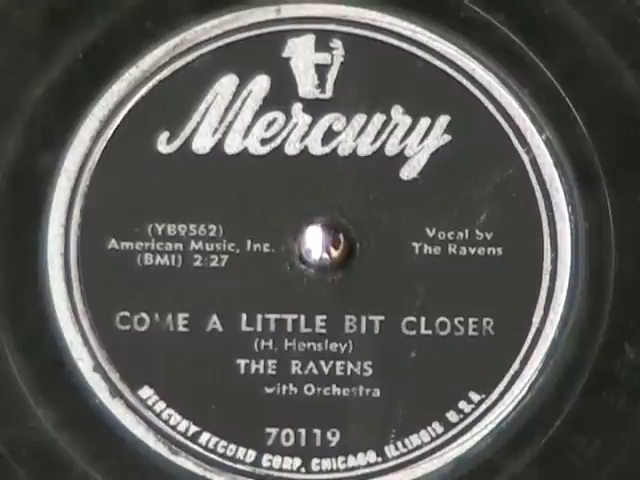 Mercury
(YB9562)
American Music, Inc.
(BMI) 2:27
Vocal by
The Ravens
COME A LITTLE BIT CLOSER
(H. Hensley)
THE RAVENS
with Orchestra
70119
MERCURY RECORD CORP. CHICAGO, ILLINOIS U.S.A.